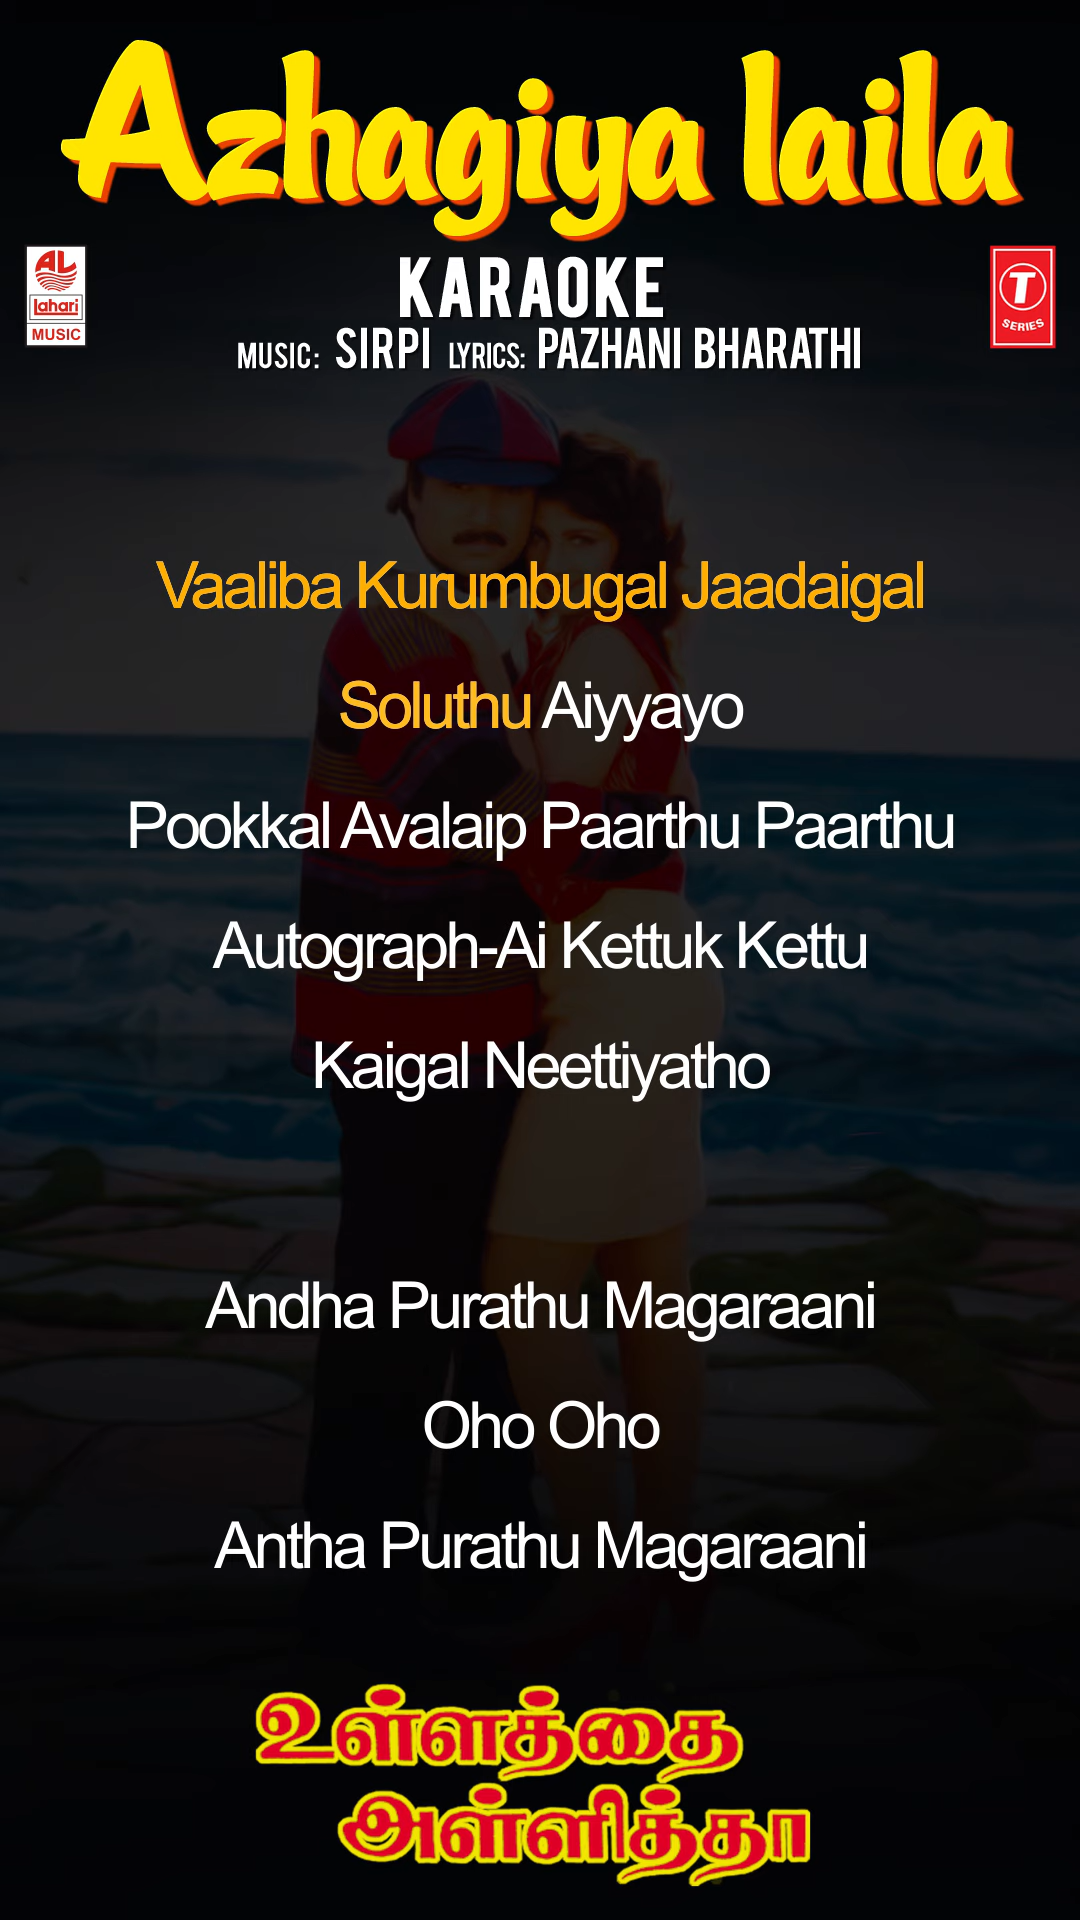 Azhagiya laila
KARAOKE
AL
lahari
MUSIC
T
SERIES
MUSIC: SIRPI LYRICS: PAZHANI BHARATHI
Vaaliba Kurumbugal Jaadaigal
Soluthu Aiyyayo
Pookkal Avalaip Paarthu Paarthu
Autograph-Ai Kettuk Kettu
Kaigal Neettiyatho
Andha Purathu Magaraani
Oho Oho
Antha Purathu Magaraani
உள்ளத்தை
அள்ளித்தா